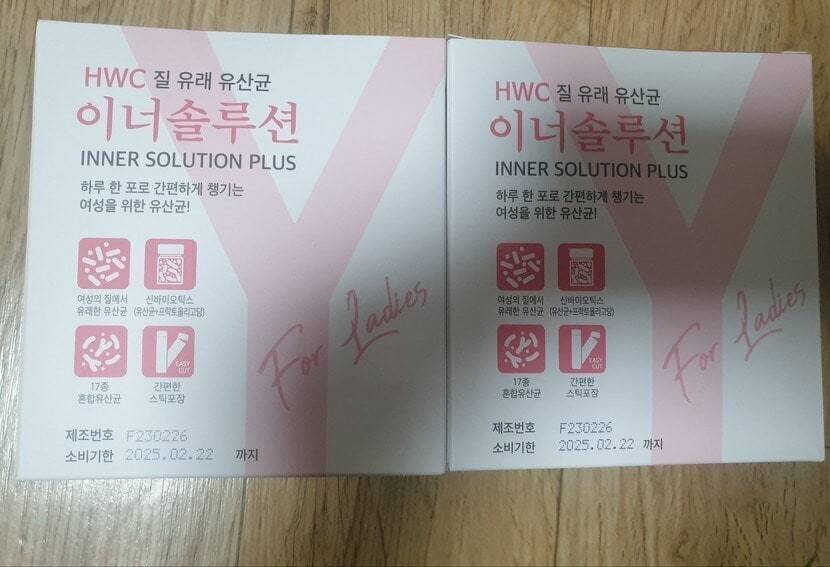 HWC 질 유래 유산균
이너솔루션
INNER SOLUTION PLUS
하루 한 포로 간편하게 챙기는
여성을 위한 유산균!
여성의 질에서
유래한 유산균
신바이오틱스
(유산균+프락토올리고당)
17종
혼합유산균
EASY
CUT
간편한
스틱포장
For Ladies
제조번호 F230226
소비기한 2025.02.22 까지
HWC 질 유래 유산균
이너솔루션
INNER SOLUTION PLUS
하루 한 포로 간편하게 챙기는
여성을 위한 유산균!
여성의 질에서
유래한 유산균
신바이오틱스
(유산균+프락토올리고당)
17종
혼합유산균
EASY
CUT
간편한
스틱포장
For Ladies
제조번호 F230226
소비기한 2025.02.22 까지